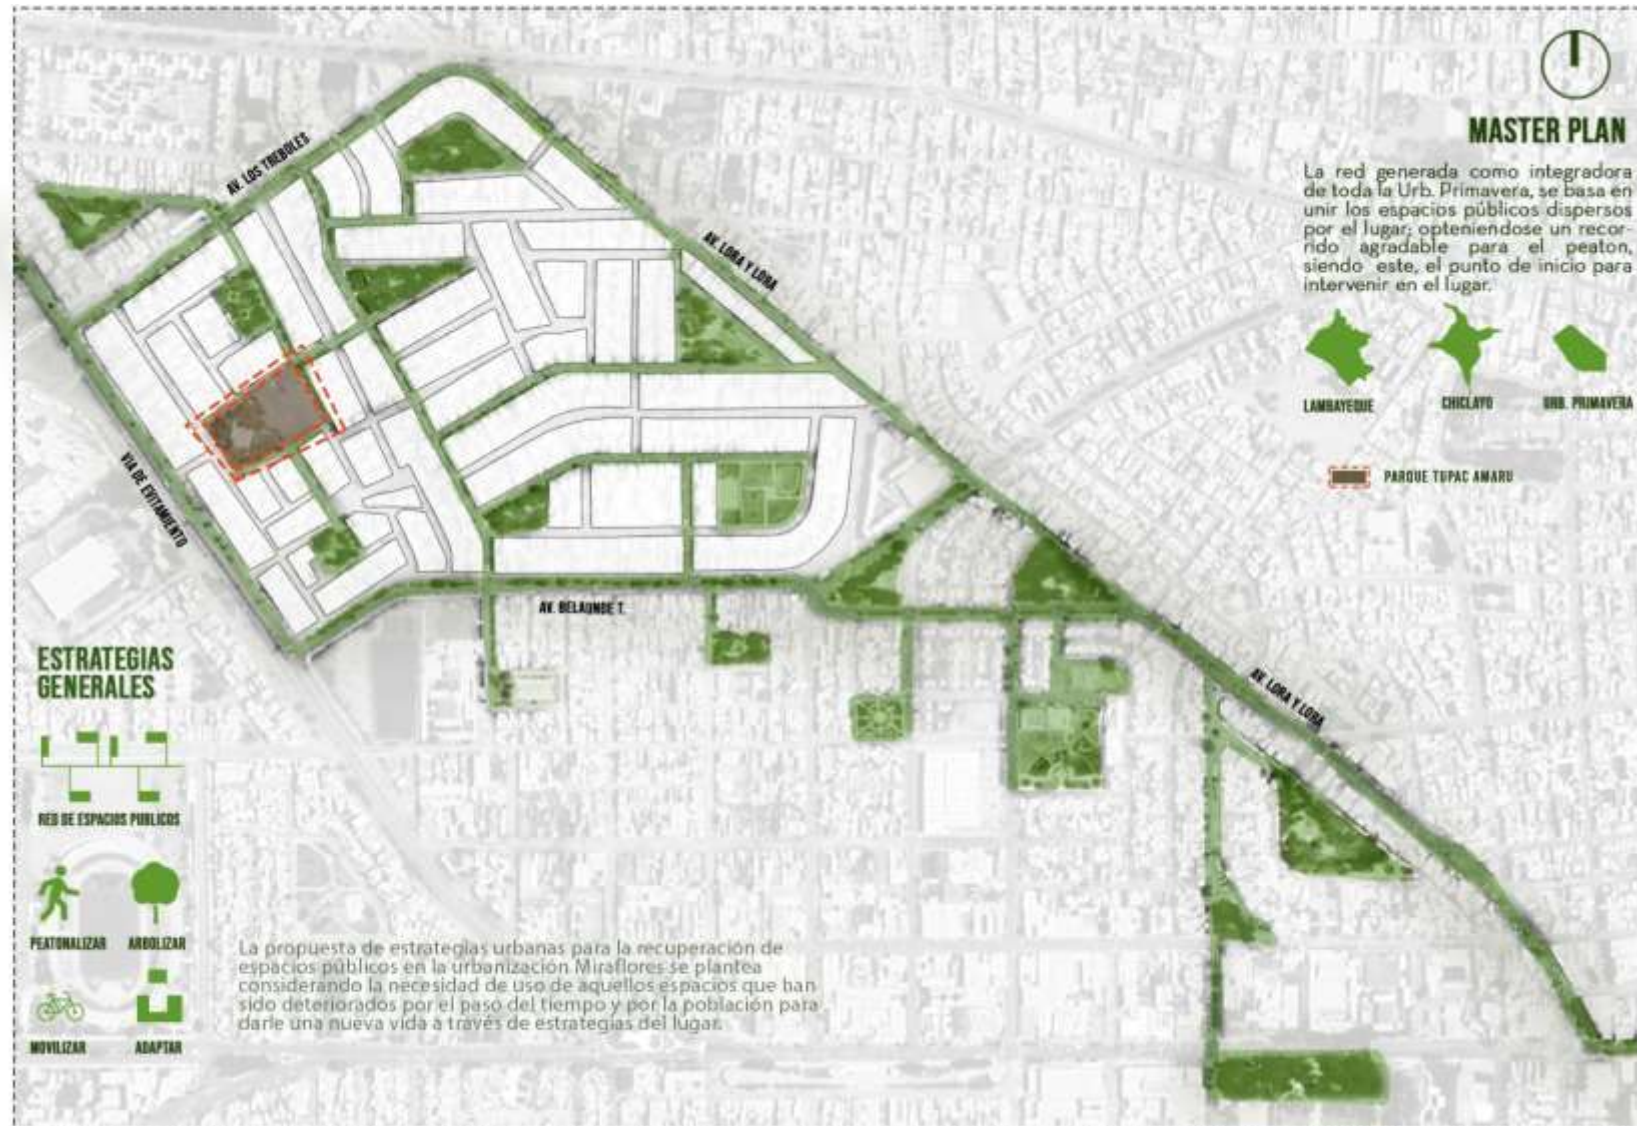 MASTER PLAN
La red generada como integradora
de toda la Urb. Primavera, se basa en
unir los espacios públicos dispersos
por el lugar; opteniendose un recor-
rido agradable para el peaton,
siendo este, el punto de inicio para
intervenir en el lugar.
LAMBAYEQUE
CHICLAYO
URB. PRIMAVERA
PARQUE TUPAC AMARU
AV. LOS TREBOLES
AV. LORA Y LORA
VIA DE EVITAMIENTO
AV. BELAUNDE T.
AV. LORA Y LORA
ESTRATEGIAS
GENERALES
RED DE ESPACIOS PUBLICOS
PEATONALIZAR
ARBOLIZAR
MOVILIZAR
ADAPTAR
La propuesta de estrategias urbanas para la recuperación de
espacios públicos en la urbanización Miraflores se plantea
considerando la necesidad de uso de aquellos espacios que han
sido deteriorados por el paso del tiempo y por la población para
darle una nueva vida a través de estrategias del lugar.